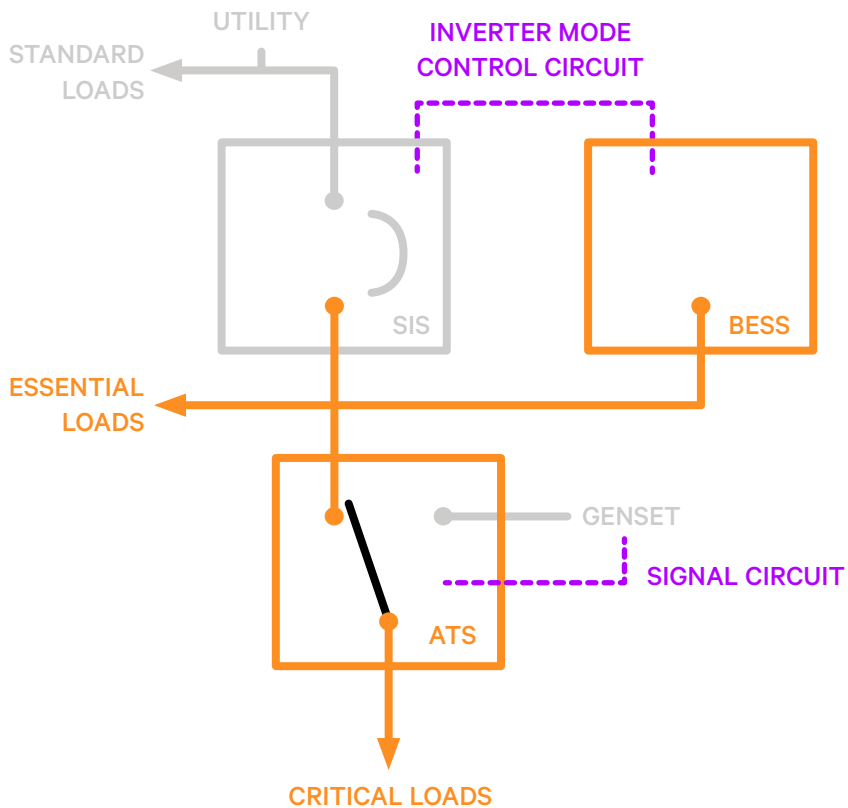 UTILITY
STANDARD
LOADS
INVERTER MODE
CONTROL CIRCUIT
SIS
BESS
ESSENTIAL
LOADS
GENSET
SIGNAL CIRCUIT
ATS
CRITICAL LOADS